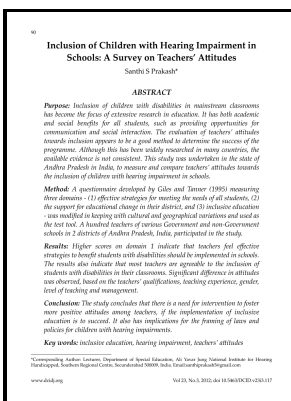 90
Inclusion of Children with Hearing Impairment in
Schools: A Survey on Teachers' Attitudes
Santhi S Prakash*
ABSTRACT
Purpose: Inclusion of children with disabilities in mainstream classrooms
has become the focus of extensive research in education. It has both academic
and social benefits for all students, such as providing opportunities for
communication and social interaction. The evaluation of teachers' attitudes
towards inclusion appears to be a good method to determine the success of the
programme. Although this has been widely researched in many countries, the
available evidence is not consistent. This study was undertaken in the state of
Andhra Pradesh in India, to measure and compare teachers' attitudes towards
the inclusion of children with hearing impairment in schools.
Method: A questionnaire developed by Giles and Tanner (1995) measuring
three domains - (1) effective strategies for meeting the needs of all students, (2)
the support for educational change in their district, and (3) inclusive education
- was modified in keeping with cultural and geographical variations and used as
the test tool. A hundred teachers of various Government and non-Government
schools in 2 districts of Andhra Pradesh, India, participated in the study.
Results: Higher scores on domain 1 indicate that teachers feel effective
strategies to benefit students with disabilities should be implemented in schools.
The results also indicate that most teachers are agreeable to the inclusion of
students with disabilities in their classrooms. Significant difference in attitudes
was observed, based on the teachers' qualifications, teaching experience, gender,
level of teaching and management.
Conclusion: The study concludes that there is a need for intervention to foster
more positive attitudes among teachers, if the implementation of inclusive
education is to succeed. It also has implications for the framing of laws and
policies for children with hearing impairments.
Key words: inclusive education, hearing impairment, teachers' attitudes
*Corresponding Author: Lecturer, Department of Special Education, Ali Yavar Jung National Institute for Hearing
Handicapped, Southern Regional Centre, Secunderabad 500009, India. Email:santhiprakash5@gmail.com
www.dcidj.org
Vol 23, No.3, 2012; doi 10.5463/DCID.v23i3.117